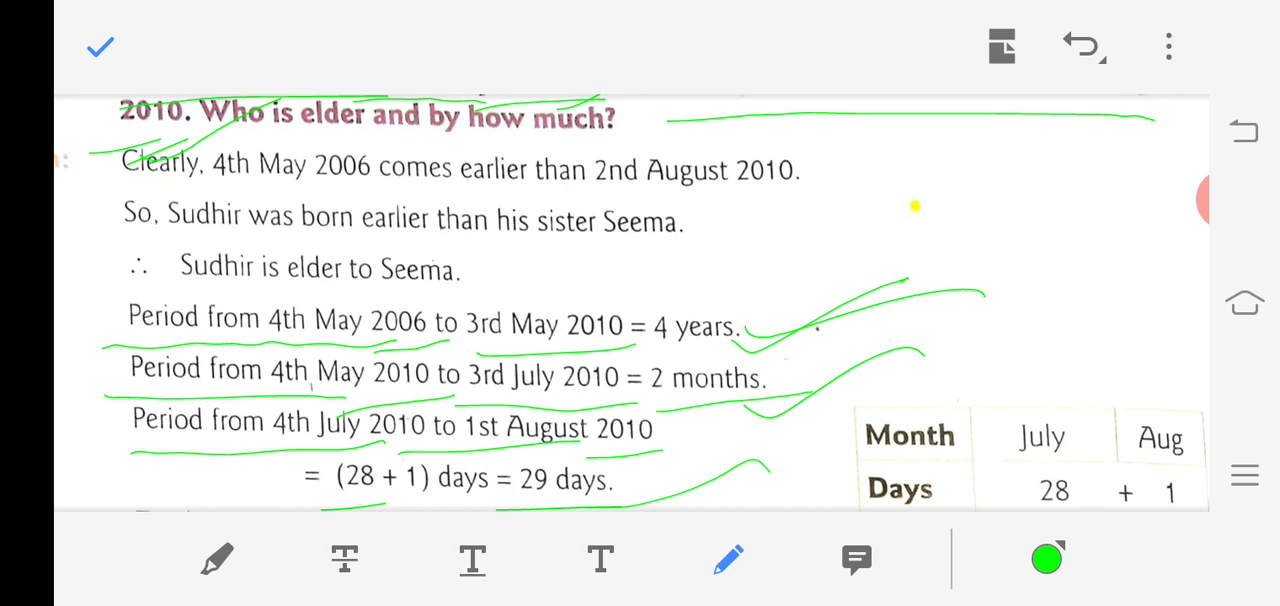 2010. Who is elder and by how much?
Clearly, 4th May 2006 comes earlier than 2nd August 2010.
So, Sudhir was born earlier than his sister Seema.
∴ Sudhir is elder to Seema.
Period from 4th May 2006 to 3rd May 2010 = 4 years.
Period from 4th May 2010 to 3rd July 2010 = 2 months.
Period from 4th July 2010 to 1st August 2010
= (28 + 1) days = 29 days.
Month July Aug
Days 28 + 1
T T T